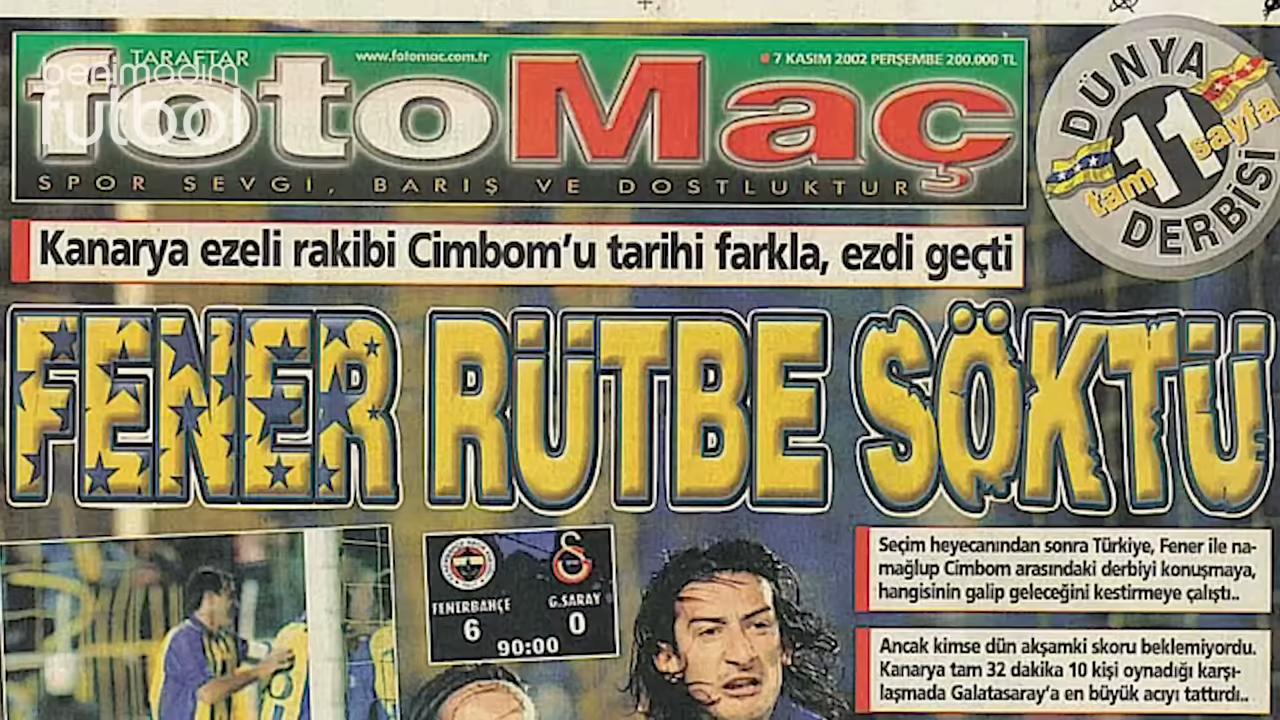 TARAFTAR
www.fotomac.com.tr
7 KASIM 2002 PERŞEMBE 200.000 TL
benim adım
futbol
fotoMaç
SPOR SEVGİ, BARIŞ VE DOSTLUKTUR
DÜNYA
tam 11 sayfa
DERBİSİ
Kanarya ezeli rakibi Cimbom'u tarihi farkla, ezdi geçti
FENER RÜTBE SÖKTÜ
FENERBAHÇE G.SARAY
6 0
90:00
Seçim heyecanından sonra Türkiye, Fener ile na-
mağlup Cimbom arasındaki derbiyi konuşmaya,
hangisinin galip geleceğini kestirmeye çalıştı..
Ancak kimse dün akşamki skoru beklemiyordu.
Kanarya tam 32 dakika 10 kişi oynadığı karşı-
laşmada Galatasaray'a en büyük acıyı tattırdı..